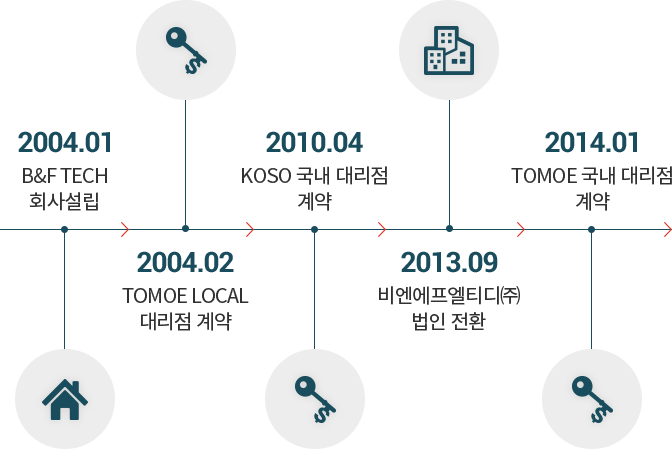 2004.01
B&F TECH
회사설립
2004.02
TOMOE LOCAL
대리점 계약
2010.04
KOSO 국내 대리점
계약
2013.09
비엔에프엘티디㈜
법인 전환
2014.01
TOMOE 국내 대리점
계약